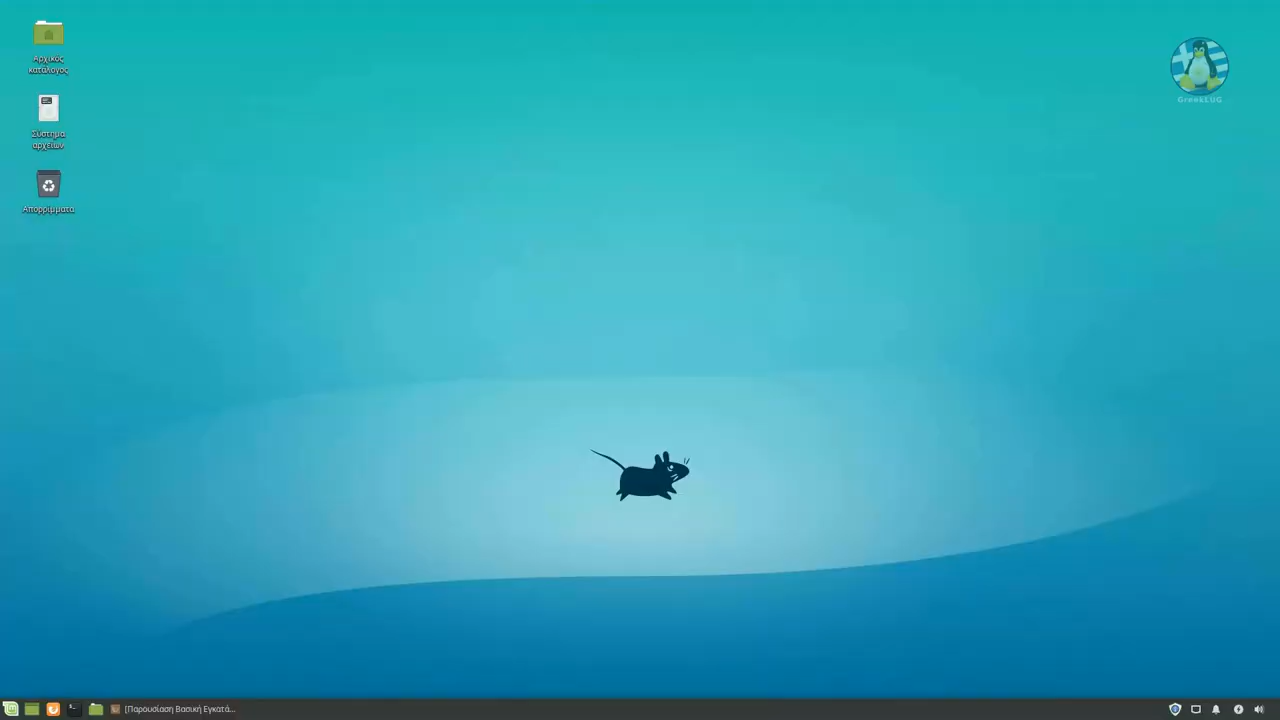 Αρχικός
κατάλογος
Σύστημα
αρχείων
Απορρίμματα
GreekLUG
[Παρουσίαση Βασική Εγκατά...